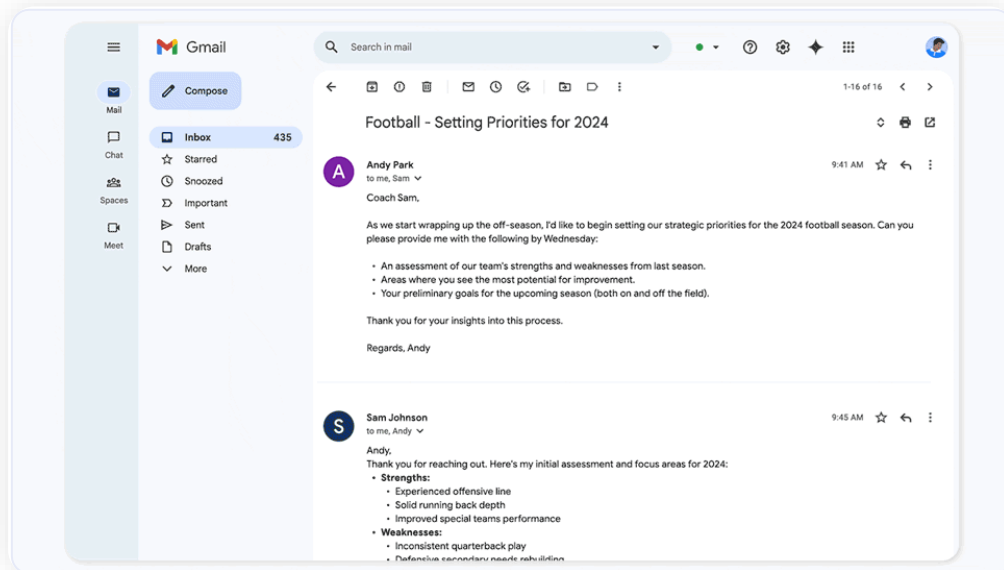 Gmail
Search in mail
Compose
Mail
Inbox 435
Chat
Starred
Snoozed
Spaces
Important
Sent
Meet
Drafts
More
1-16 of 16
Football - Setting Priorities for 2024
A
Andy Park
9:41 AM
to me, Sam
Coach Sam,
As we start wrapping up the off-season, I'd like to begin setting our strategic priorities for the 2024 football season. Can you
please provide me with the following by Wednesday:
• An assessment of our team's strengths and weaknesses from last season.
• Areas where you see the most potential for improvement.
• Your preliminary goals for the upcoming season (both on and off the field).
Thank you for your insights into this process.
Regards, Andy
S
Sam Johnson
9:45 AM
to me, Andy
Andy,
Thank you for reaching out. Here's my initial assessment and focus areas for 2024:
• Strengths:
• Experienced offensive line
• Solid running back depth
• Improved special teams performance
• Weaknesses:
• Inconsistent quarterback play
• Defensive secondary needs rebuilding